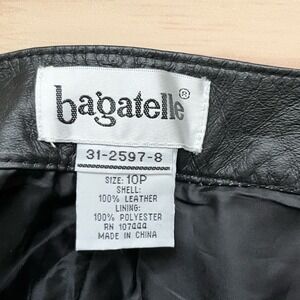 bagatelle®
31-2597-8
SIZE: 10P
SHELL:
100% LEATHER
LINING:
100% POLYESTER
RN 107444
MADE IN CHINA